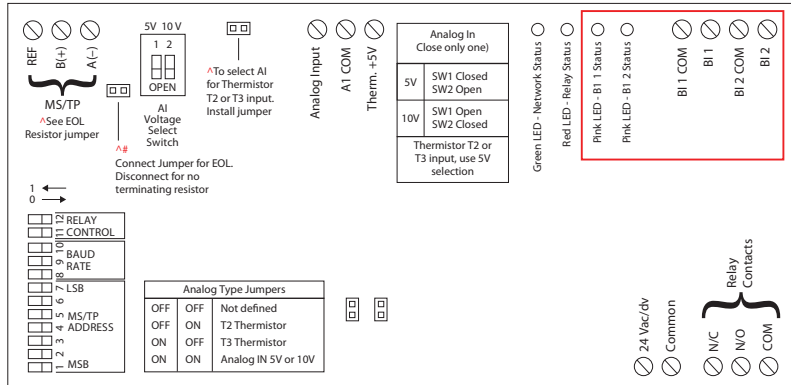 REF
B(+)
A(−)
MS/TP
^See EOL
Resistor jumper
^#
Connect Jumper for EOL.
Disconnect for no
terminating resistor
5V 10 V
1 2
OPEN
AI
Voltage
Select
Switch
^To select AI
for Thermistor
T2 or T3 input.
Install jumper
Analog Input
A1 COM
Therm. +5V
Analog In
Close only one)
5V SW1 Closed
SW2 Open
10V SW1 Open
SW2 Closed
Thermistor T2 or
T3 input, use 5V
selection
Green LED - Network Status
Red LED - Relay Status
Pink LED - B1 1 Status
Pink LED - B1 2 Status
BI 1 COM
BI 1
BI 2 COM
BI 2
1
0
12 RELAY
11 CONTROL
10 BAUD
9 RATE
8
7 LSB
6
5 MS/TP
4 ADDRESS
3
2
1 MSB
Analog Type Jumpers
OFF OFF Not defined
OFF ON T2 Thermistor
ON OFF T3 Thermistor
ON ON Analog IN 5V or 10V
24 Vac/dv
Common
Relay
Contacts
N/C
N/O
COM